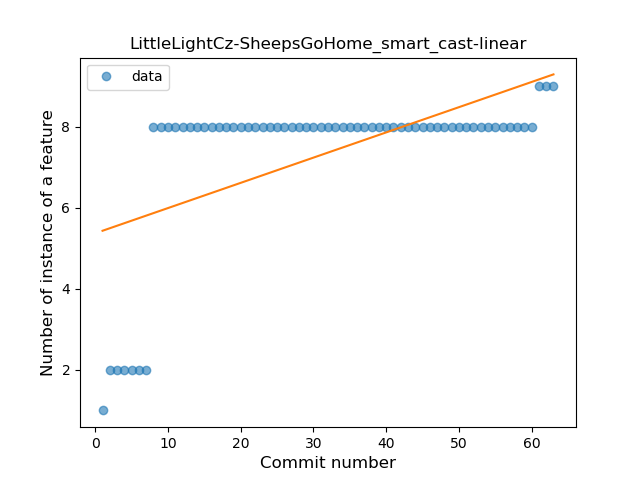 LittleLightCz-SheepsGoHome_smart_cast-linear
data
Number of instance of a feature
8
6
4
2
0 10 20 30 40 50 60
Commit number